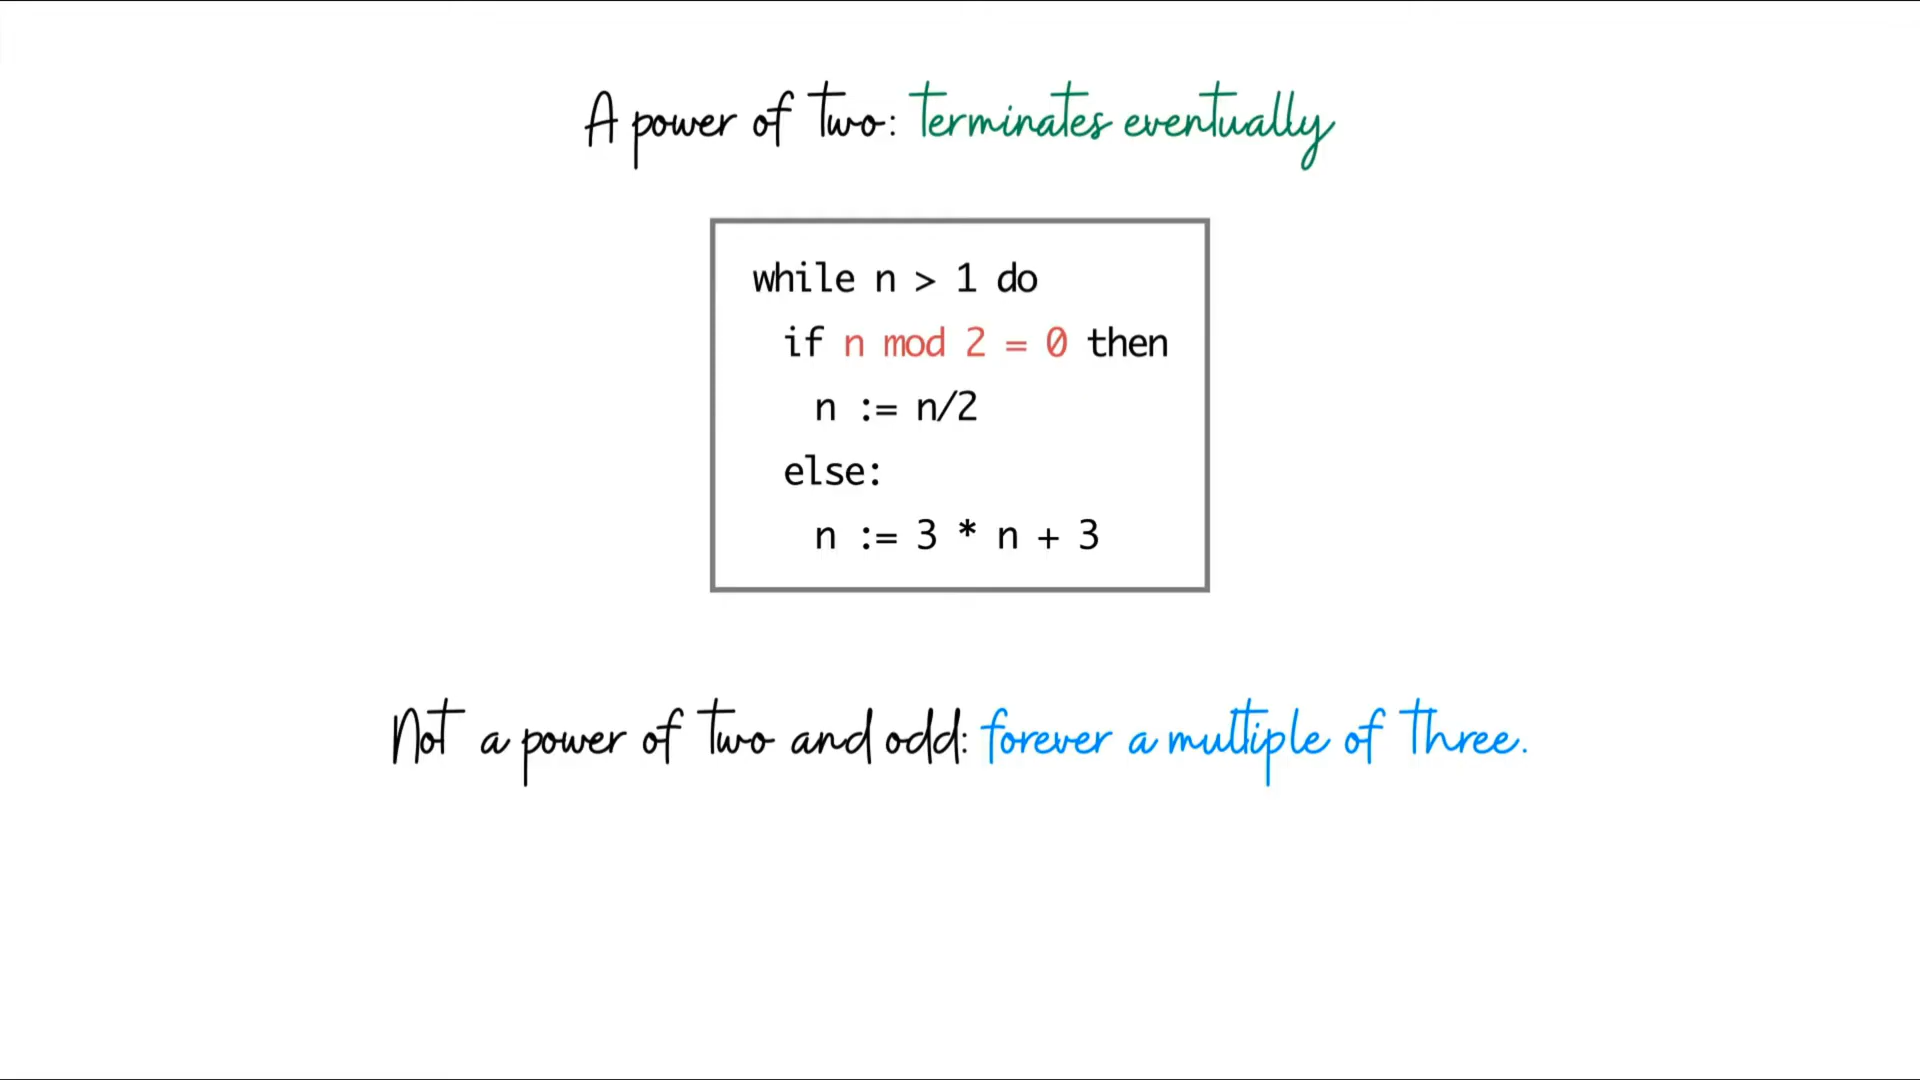 A power of two: terminates eventually
while n > 1 do
if n mod 2 = 0 then
n := n/2
else:
n := 3 * n + 3
Not a power of two and odd: forever a multiple of three.